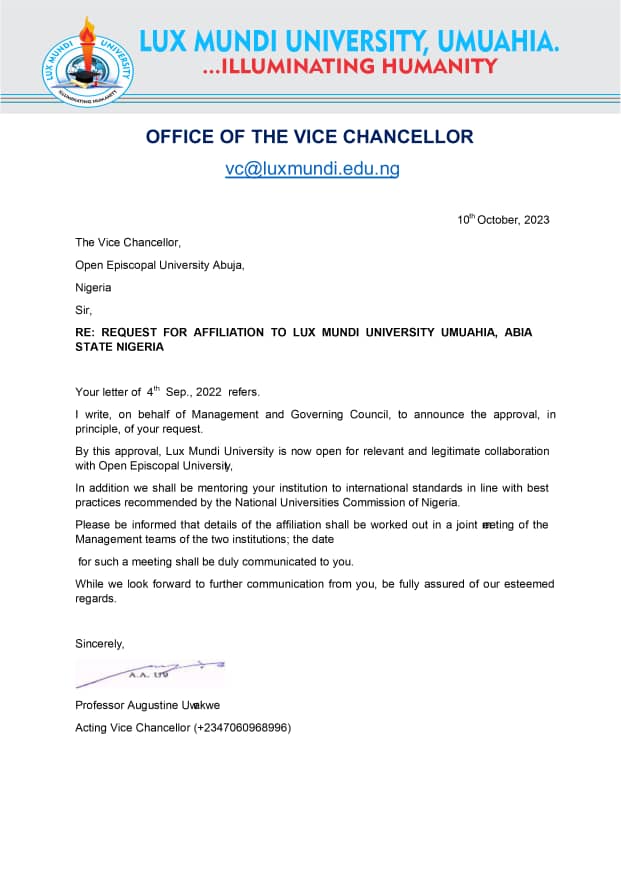 LUX MUNDI UNIVERSITY
ILLUMINATING HUMANITY
LUX MUNDI UNIVERSITY, UMUAHIA.
...ILLUMINATING HUMANITY
OFFICE OF THE VICE CHANCELLOR
vc@luxmundi.edu.ng
10th October, 2023
The Vice Chancellor,
Open Episcopal University Abuja,
Nigeria
Sir,
RE: REQUEST FOR AFFILIATION TO LUX MUNDI UNIVERSITY UMUAHIA, ABIA
STATE NIGERIA
Your letter of 4th Sep., 2022 refers.
I write, on behalf of Management and Governing Council, to announce the approval, in
principle, of your request.
By this approval, Lux Mundi University is now open for relevant and legitimate collaboration
with Open Episcopal University,
In addition we shall be mentoring your institution to international standards in line with best
practices recommended by the National Universities Commission of Nigeria.
Please be informed that details of the affiliation shall be worked out in a joint meeting of the
Management teams of the two institutions; the date
for such a meeting shall be duly communicated to you.
While we look forward to further communication from you, be fully assured of our esteemed
regards.
Sincerely,
A.A. UW
Professor Augustine Uwakwe
Acting Vice Chancellor (+2347060968996)